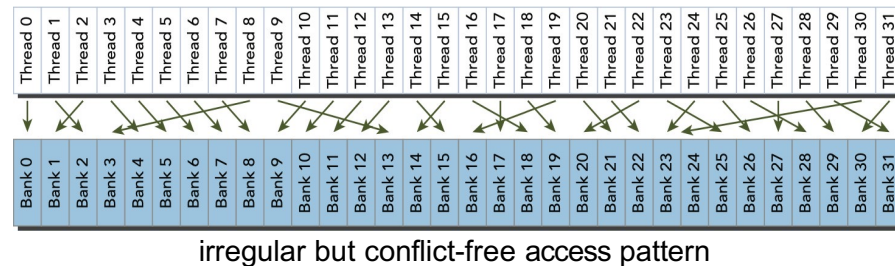 Thread 0 Thread 1 Thread 2 Thread 3 Thread 4 Thread 5 Thread 6 Thread 7 Thread 8 Thread 9 Thread 10 Thread 11 Thread 12 Thread 13 Thread 14 Thread 15 Thread 16 Thread 17 Thread 18 Thread 19 Thread 20 Thread 21 Thread 22 Thread 23 Thread 24 Thread 25 Thread 26 Thread 27 Thread 28 Thread 29 Thread 30 Thread 31
Bank 0 Bank 1 Bank 2 Bank 3 Bank 4 Bank 5 Bank 6 Bank 7 Bank 8 Bank 9 Bank 10 Bank 11 Bank 12 Bank 13 Bank 14 Bank 15 Bank 16 Bank 17 Bank 18 Bank 19 Bank 20 Bank 21 Bank 22 Bank 23 Bank 24 Bank 25 Bank 26 Bank 27 Bank 28 Bank 29 Bank 30 Bank 31
irregular but conflict-free access pattern